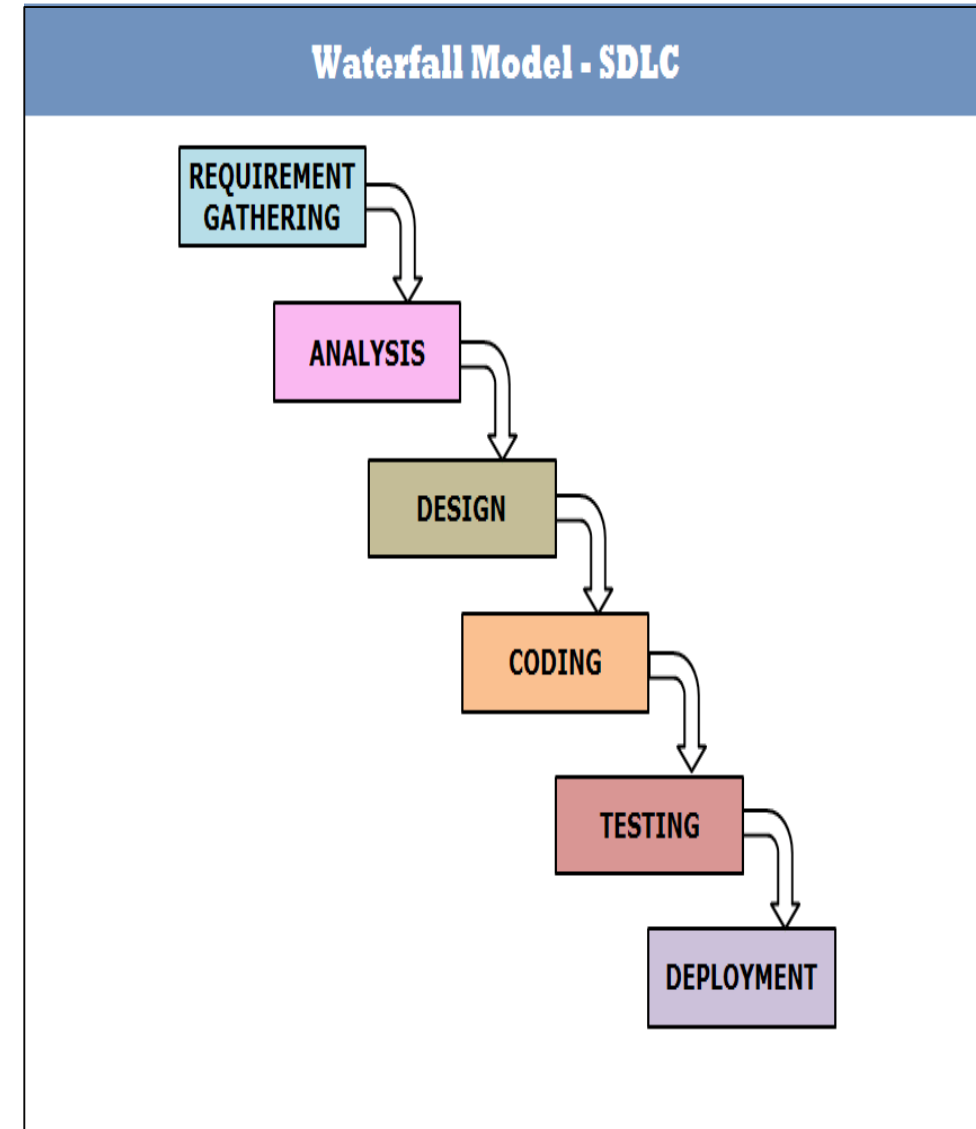 Waterfall Model - SDLC
REQUIREMENT
GATHERING
ANALYSIS
DESIGN
CODING
TESTING
DEPLOYMENT